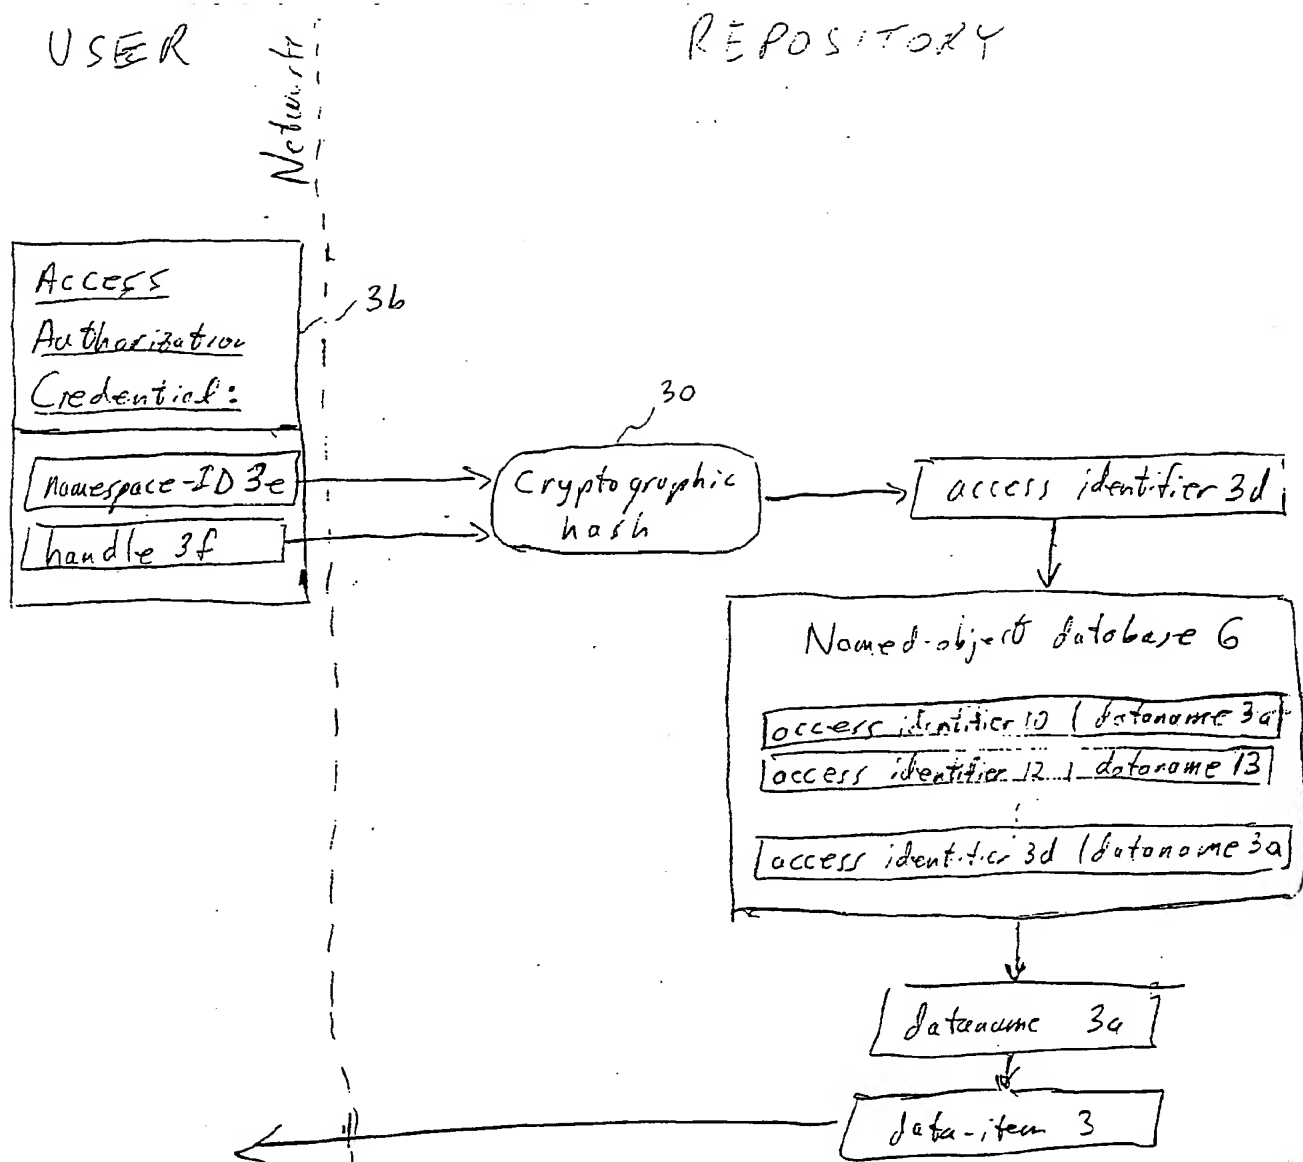 USER
REPOSITORY
Network
Access
Authorization
Credential:
3b
30
namespace-ID 3e
handle 3f
Cryptographic
hash
access identifier 3d
Named-object database 6
access identifier 10 | dataname 3a
access identifier 12 | dataname 13
access identifier 3d | dataname 3a
dataname 3a
data-item 3